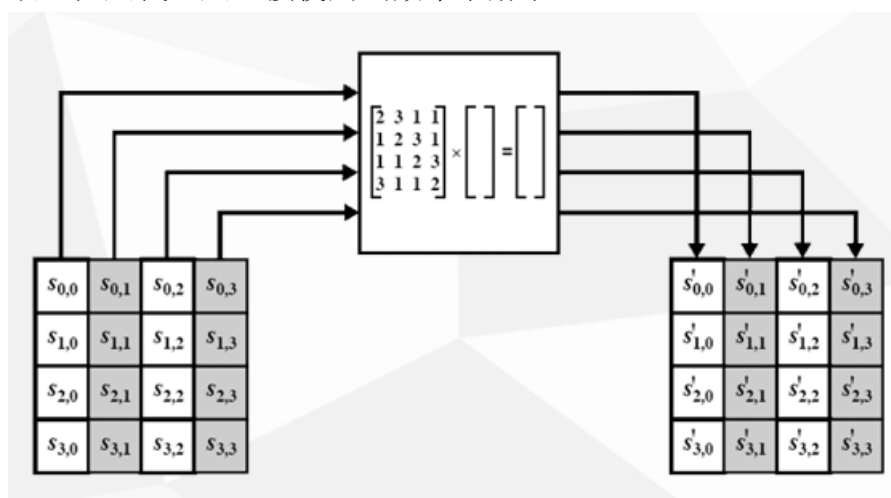 2 3 1 1
1 2 3 1
1 1 2 3
3 1 1 2
× =
s0,0 s0,1 s0,2 s0,3
s1,0 s1,1 s1,2 s1,3
s2,0 s2,1 s2,2 s2,3
s3,0 s3,1 s3,2 s3,3
s'0,0 s'0,1 s'0,2 s'0,3
s'1,0 s'1,1 s'1,2 s'1,3
s'2,0 s'2,1 s'2,2 s'2,3
s'3,0 s'3,1 s'3,2 s'3,3